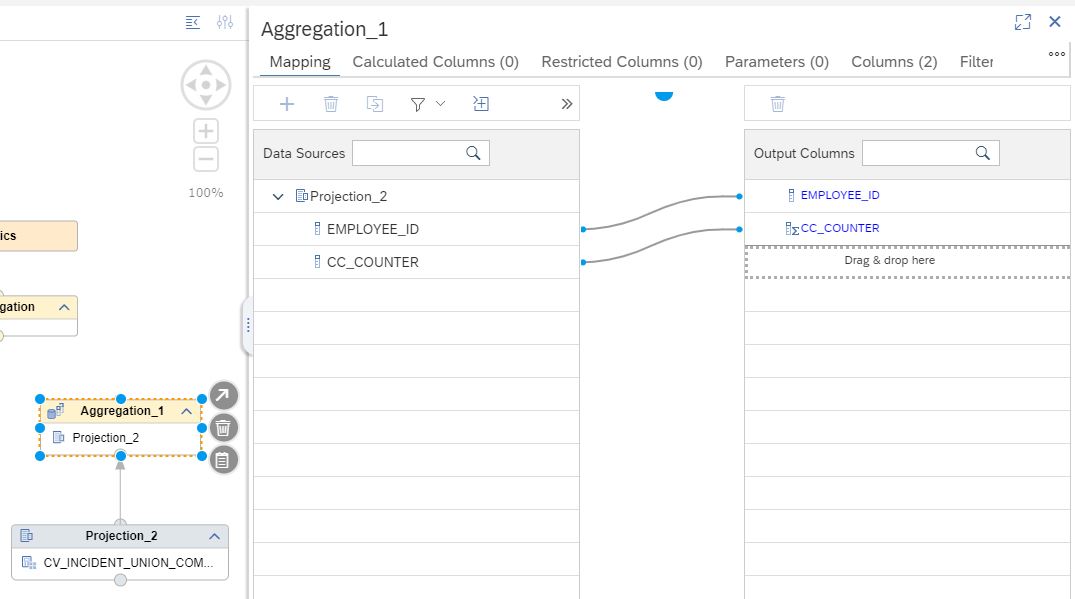 Aggregation_1
Mapping Calculated Columns (0) Restricted Columns (0) Parameters (0) Columns (2) Filter
Data Sources
Output Columns
100%
Projection_2
EMPLOYEE_ID
EMPLOYEE_ID
CC_COUNTER
CC_COUNTER
Drag & drop here
ics
gation
Aggregation_1
Projection_2
Projection_2
CV_INCIDENT_UNION_COM...